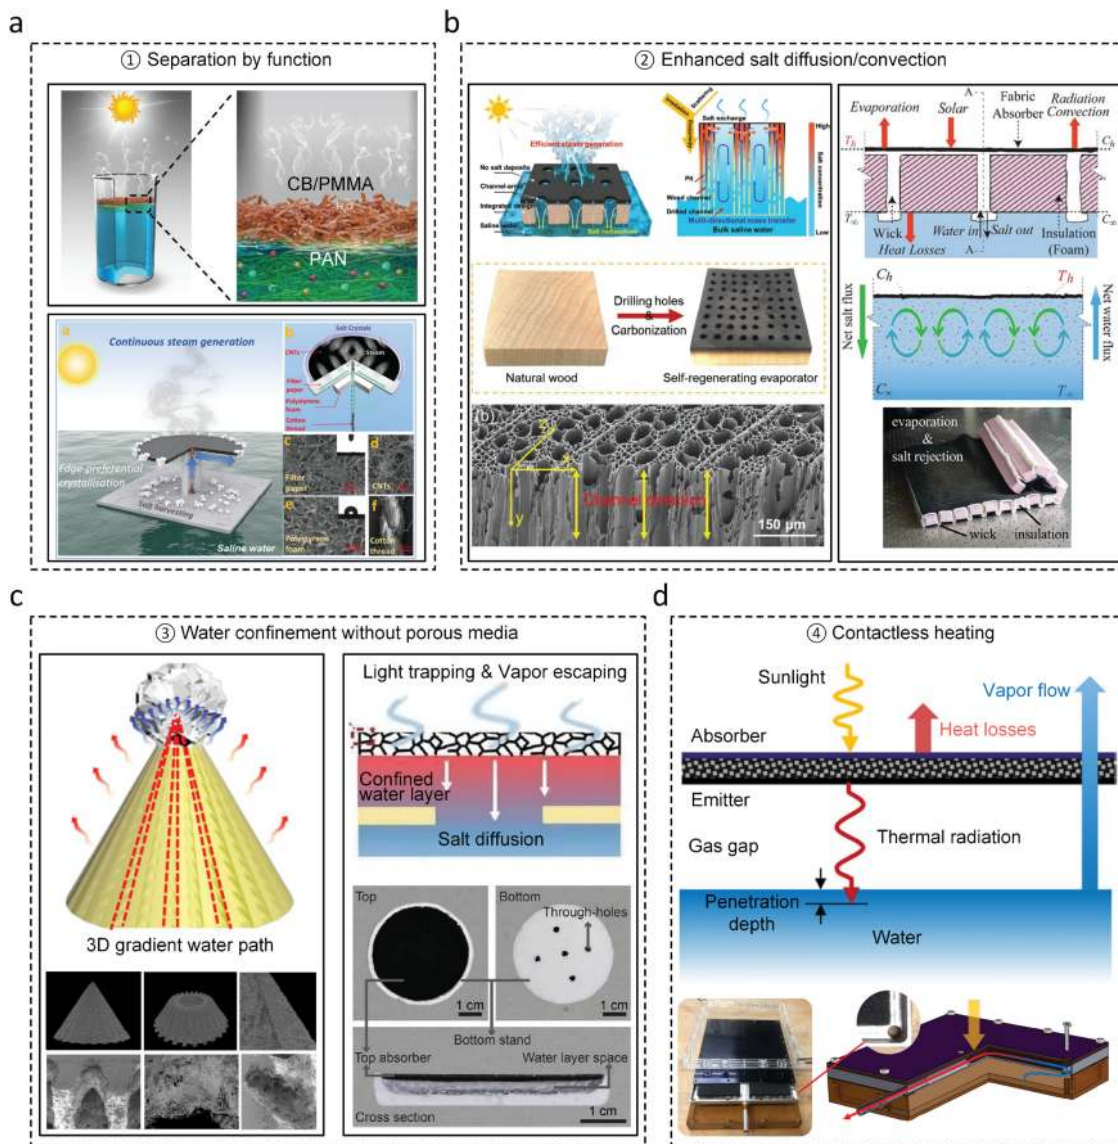 a
① Separation by function
CB/PMMA
PAN
a
Continuous steam generation
Edge-preferential
crystallisation
Salt harvesting
Saline water
b
Salt Crystals
CNTs
Steam
Filter
paper
Polystyrene
foam
Cotton
thread
c
Filter
paper
d
CNTs
e
Polystyrene
foam
f
Cotton
thread
b
② Enhanced salt diffusion/convection
Efficient steam generation
No salt deposits
Channel-array
Integrated design
Saline water
Scattering
Salt exchange
Pit
Wood channel
Drilled channel
Multi-directional mass transfer
Bulk saline water
High
Salt concentration
Low
Natural wood
Drilling holes
&
Carbonization
Self-regenerating evaporator
(b)
z
x
y
150 µm
Evaporation
Solar
A
Fabric
Absorber
Radiation
Convection
Th
Ch
T∞
C∞
Wick
Heat Losses
Water in
Salt out
A
Insulation
(Foam)
Ch
Th
Net salt flux
Net water flux
C∞
T∞
evaporation
&
salt rejection
wick
insulation
c
③ Water confinement without porous media
3D gradient water path
Light trapping & Vapor escaping
Confined
water layer
Salt diffusion
Top
1 cm
Bottom
Through-holes
1 cm
Bottom stand
Top absorber
Water layer space
Cross section
1 cm
d
④ Contactless heating
Sunlight
Vapor flow
Heat losses
Absorber
Emitter
Gas gap
Thermal radiation
Penetration
depth
Water